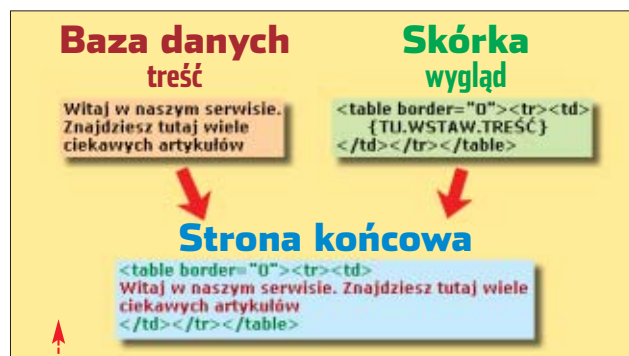 Baza danych
treść
Witaj w naszym serwisie.
Znajdziesz tutaj wiele
ciekawych artykułów
Skórka
wygląd
<table border="0"><tr><td>
{TU.WSTAW.TREŚĆ}
</td></tr></table>
Strona końcowa
<table border="0"><tr><td>
Witaj w naszym serwisie. Znajdziesz tutaj wiele
ciekawych artykułów
</td></tr></table>